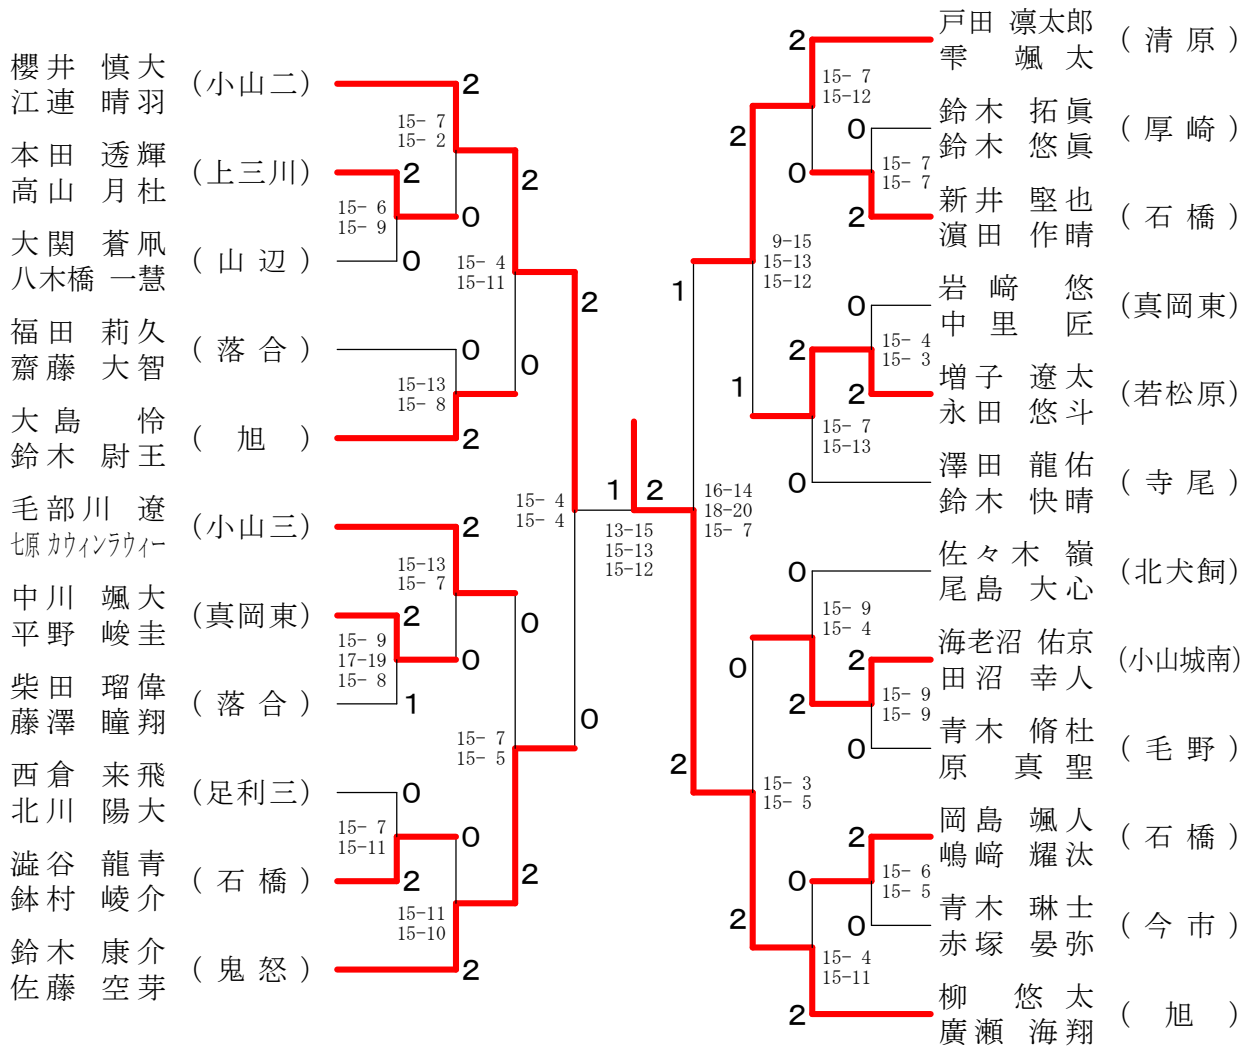 櫻井 慎大
江連 晴羽
(小山二)
2
15- 7
15- 2
本田 透輝
高山 月杜
(上三川)
2
2
15- 6
15- 9
0
大関 蒼凧
八木橋 一慧
(山辺)
0
15- 4
15-11
2
福田 莉久
齋藤 大智
(落合)
0
0
15-13
15- 8
大島 怜
鈴木 尉王
(旭)
2
毛部川 遼
七原 カウィンラウィー
(小山三)
2
15- 4
15- 4
15-13
15- 7
中川 颯大
平野 峻圭
(真岡東)
2
0
15- 9
17-19
15- 8
0
柴田 瑠偉
藤澤 瞳翔
(落合)
1
0
15- 7
15- 5
西倉 来飛
北川 陽大
(足利三)
0
15- 7
15-11
0
澁谷 龍青
鉢村 崚介
(石橋)
2
2
15-11
15-10
鈴木 康介
佐藤 空芽
(鬼怒)
2
1
2
13-15
15-13
15-12
2
戸田 凛太郎
雫 颯太
(清原)
15- 7
15-12
2
0
鈴木 拓眞
鈴木 悠眞
(厚崎)
0
15- 7
15- 7
2
新井 堅也
濵田 作晴
(石橋)
9-15
15-13
15-12
1
0
岩﨑 悠
中里 匠
(真岡東)
2
15- 4
15- 3
1
2
増子 遼太
永田 悠斗
(若松原)
15- 7
15-13
0
澤田 龍佑
鈴木 快晴
(寺尾)
16-14
18-20
15- 7
0
佐々木 嶺
尾島 大心
(北犬飼)
15- 9
15- 4
0
2
海老沼 佑京
田沼 幸人
(小山城南)
2
15- 9
15- 9
0
青木 脩杜
原 真聖
(毛野)
2
15- 3
15- 5
2
岡島 颯人
嶋﨑 耀汰
(石橋)
0
15- 6
15- 5
2
0
青木 琳士
赤塚 晏弥
(今市)
15- 4
15-11
2
柳 悠太
廣瀬 海翔
(旭)